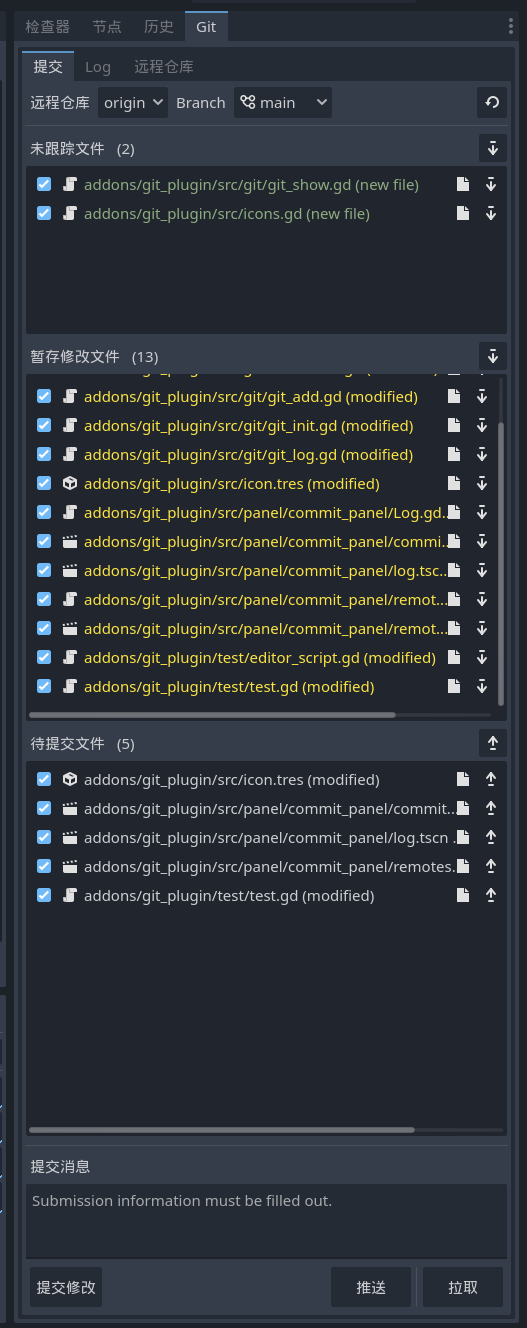 检查器 节点 历史 Git
提交 Log 远程仓库
远程仓库 origin Branch main
未跟踪文件 (2)
addons/git_plugin/src/git/git_show.gd (new file)
addons/git_plugin/src/icons.gd (new file)
暂存修改文件 (13)
addons/git_plugin/src/git/git_add.gd (modified)
addons/git_plugin/src/git/git_init.gd (modified)
addons/git_plugin/src/git/git_log.gd (modified)
addons/git_plugin/src/icon.tres (modified)
addons/git_plugin/src/panel/commit_panel/Log.gd...
addons/git_plugin/src/panel/commit_panel/commi...
addons/git_plugin/src/panel/commit_panel/log.tsc...
addons/git_plugin/src/panel/commit_panel/remot...
addons/git_plugin/src/panel/commit_panel/remot...
addons/git_plugin/test/editor_script.gd (modified)
addons/git_plugin/test/test.gd (modified)
待提交文件 (5)
addons/git_plugin/src/icon.tres (modified)
addons/git_plugin/src/panel/commit_panel/commit...
addons/git_plugin/src/panel/commit_panel/log.tscn ...
addons/git_plugin/src/panel/commit_panel/remotes...
addons/git_plugin/test/test.gd (modified)
提交消息
Submission information must be filled out.
提交修改 推送 拉取